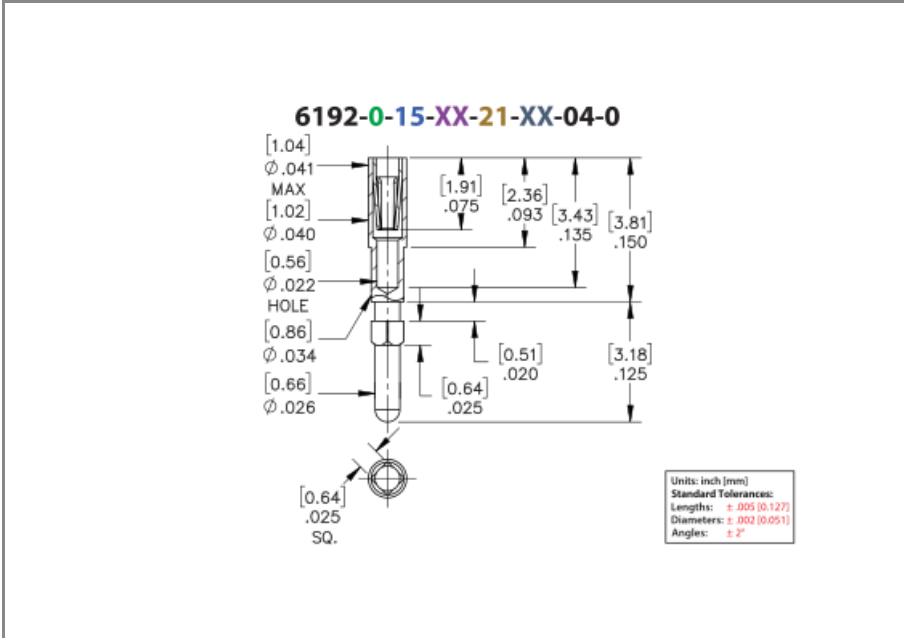 6192-0-15-XX-21-XX-04-0
[1.04]
Ø.041
MAX
[1.02]
Ø.040
[0.56]
Ø.022
HOLE
[0.86]
Ø.034
[0.66]
Ø.026
[1.91]
.075
[2.36]
.093
[3.43]
.135
[3.81]
.150
[0.51]
.020
[0.64]
.025
[3.18]
.125
[0.64]
.025
SQ.
Units: inch [mm]
Standard Tolerances:
Lengths: ± .005 [0.127]
Diameters: ± .002 [0.051]
Angles: ± 2°